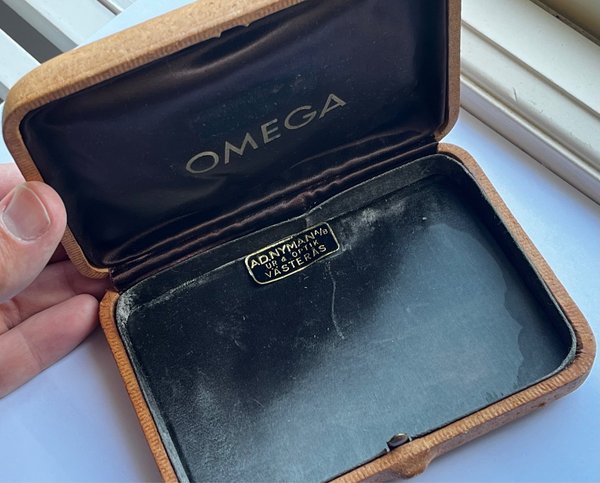 OMEGA
AD.NYMAN A/B
UR & OPTIK
VÄSTERÅS